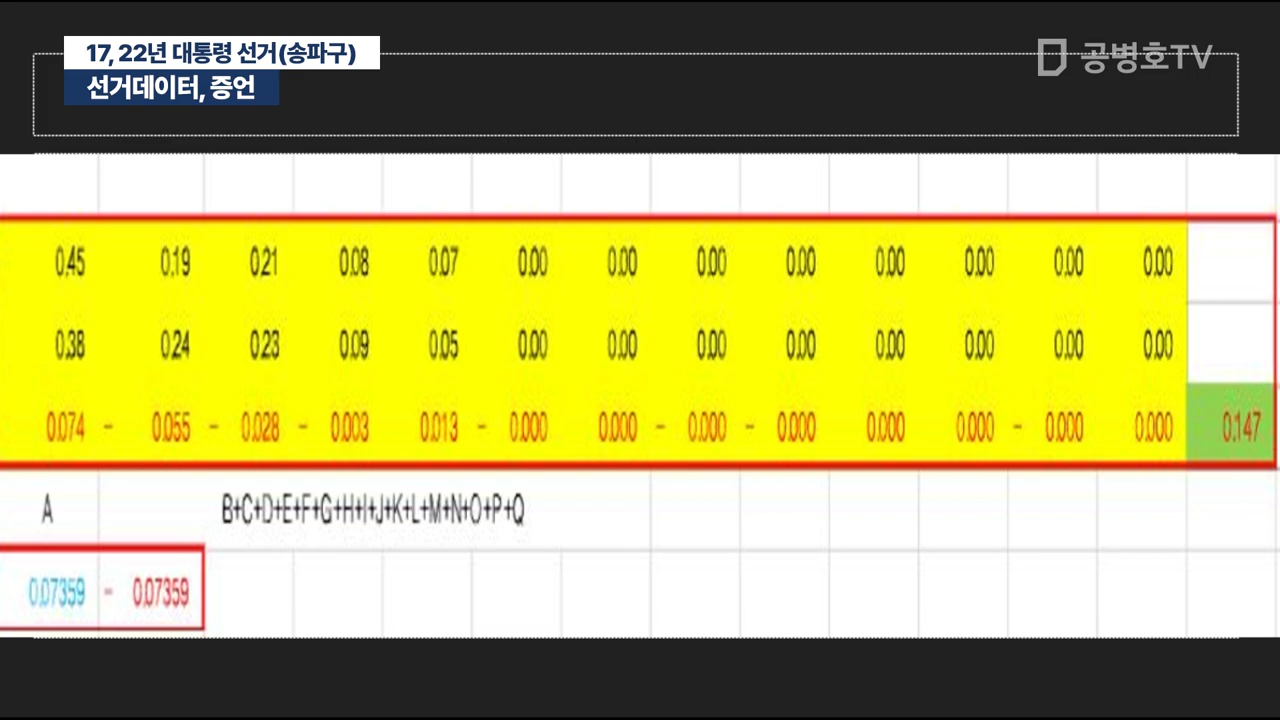 17, 22년 대통령 선거(송파구)
선거데이터, 증언
공병호TV
0.45 0.19 0.21 0.08 0.07 0.00 0.00 0.00 0.00 0.00 0.00 0.00 0.00
0.38 0.24 0.23 0.09 0.05 0.00 0.00 0.00 0.00 0.00 0.00 0.00 0.00
0.074 - 0.055 - 0.028 - 0.003 0.013 - 0.000 0.000 - 0.000 - 0.000 0.000 0.000 - 0.000 0.000 0.147
A B+C+D+E+F+G+H+I+J+K+L+M+N+O+P+Q
0.07359 - 0.07359